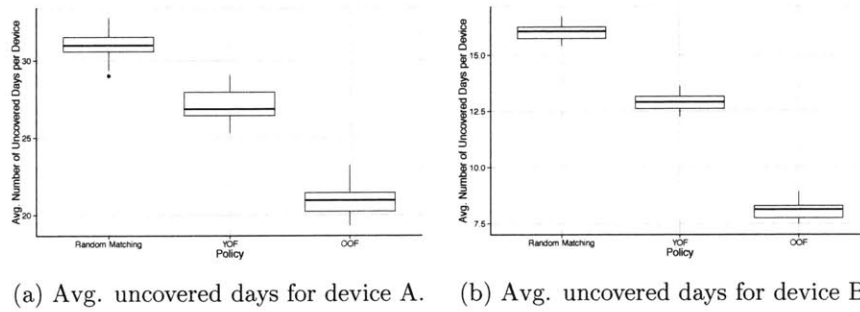 Avg. Number of Uncovered Days per Device
30
25
20
Random Matching YOF OOF
Policy
Avg. Number of Uncovered Days per Device
15.0
12.5
10.0
7.5
Random Matching YOF OOF
Policy
(a) Avg. uncovered days for device A.
(b) Avg. uncovered days for device B